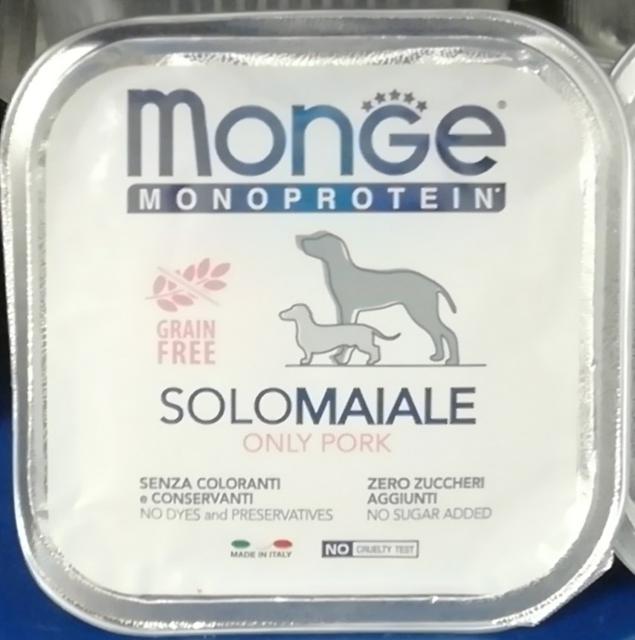 MONGE®
MONOPROTEIN
GRAIN
FREE
SOLOMAIALE
ONLY PORK
SENZA COLORANTI
e CONSERVANTI
NO DYES and PRESERVATIVES
ZERO ZUCCHERI
AGGIUNTI
NO SUGAR ADDED
MADE IN ITALY
NO CRUELTY TEST